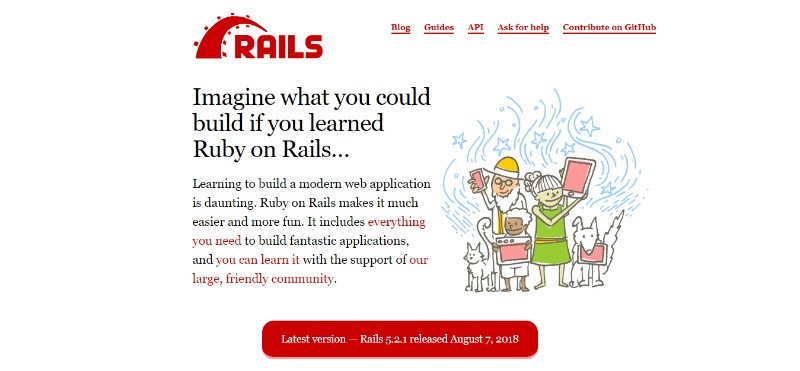 RAILS
Blog Guides API Ask for help Contribute on GitHub
Imagine what you could
build if you learned
Ruby on Rails...
Learning to build a modern web application
is daunting. Ruby on Rails makes it much
easier and more fun. It includes everything
you need to build fantastic applications,
and you can learn it with the support of our
large, friendly community.
Latest version — Rails 5.2.1 released August 7, 2018